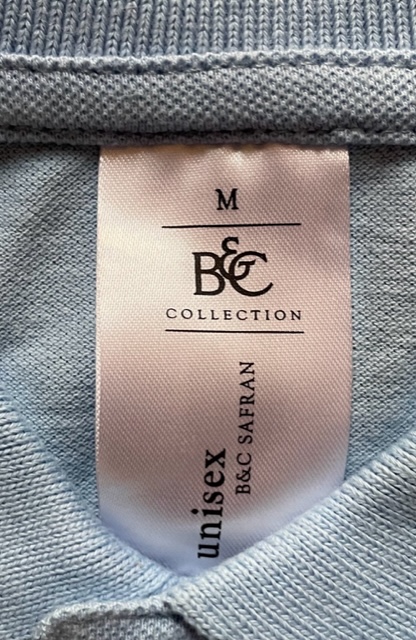 M
B&C
COLLECTION
unisex
B&C SAFRAN